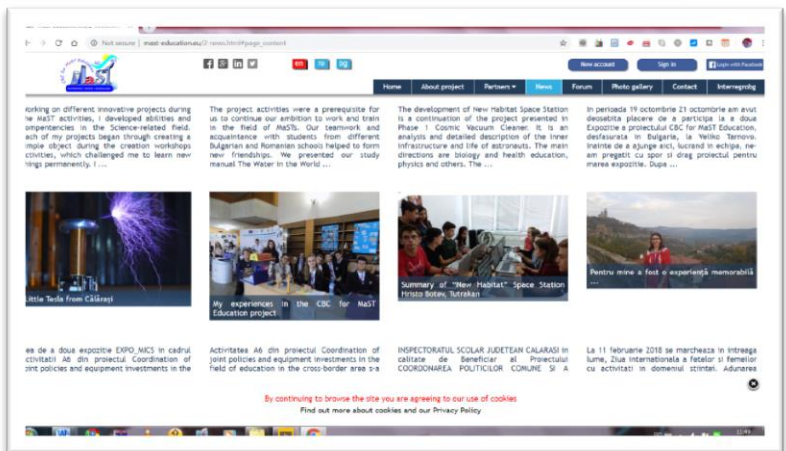 Not secure | mast-education.eu/2-news.html#page_content
en ro bg
New account Sign in Login with Facebook
MaST
Home About project Partners News Forum Photo gallery Contact Interregrobg
orking on different innovative projects during
he MaST activities, I developed abilities and
ompentencies in the Science-related field.
ach of my projects began through creating a
imple object during the creation workshops
ctivities, which challenged me to learn new
hings permanently. I ...
The project activities were a prerequisite for
us to continue our ambition to work and train
in the field of MaSTs. Our teamwork and
acquaintance with students from different
Bulgarian and Romanian schools helped to form
new friendships. We presented our study
manual The Water in the World ...
The development of New Habitat Space Station
is a continuation of the project presented in
Phase I Cosmic Vacuum Cleaner. It is an
analysis and detailed description of the inner
infrastructure and life of astronauts. The main
directions are biology and health education,
physics and others. The ...
In perioada 19 octombrie 21 octombrie am avut
deosebita placere de a participa la a doua
Expozitie a proiectului CBC for MaST Education,
desfasurata in Bulgaria, la Veliko Tarnovo.
Inainte de a ajunge aici, lucrand in echipa, ne-
am pregatit cu spor si drag proiectul pentru
marea expozitie. Dupa ...
Little Tesla from Călărași
My experiences in the CBC for MaST
Education project
Summary of "New Habitat" Space Station
Hristo Botev, Tutrakan
Pentru mine a fost o experiență memorabilă
...
ea de a doua expozitie EXPO_MICS in cadrul
ctivitatii A6 din proiectul Coordination of
oint policies and equipment investments in the
Activitatea A6 din proiectul Coordination of
joint policies and equipment investments in the
field of education in the cross-border area s-a
INSPECTORATUL SCOLAR JUDETEAN CALARASI in
calitate de Beneficiar al Proiectului
COORDONAREA POLITICILOR COMUNE SI A
La 11 februarie 2018 se marcheaza in intreaga
lume, Ziua internationala a fetelor si femeilor
cu activitati in domeniul stiintei. Adunarea
By continuing to browse the site you are agreeing to our use of cookies
Find out more about cookies and our Privacy Policy